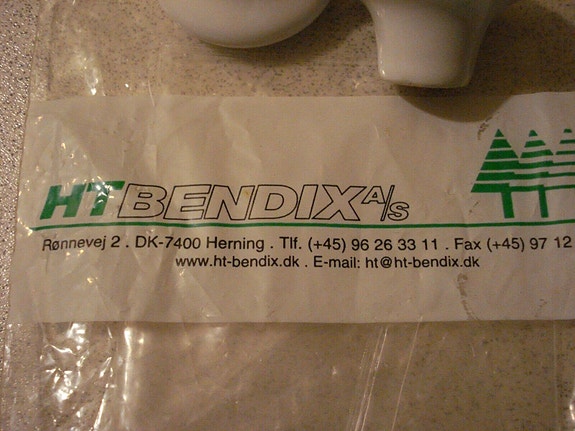 HTBENDIX A/S
Rønnevej 2 . DK-7400 Herning . Tlf. (+45) 96 26 33 11 . Fax (+45) 97 12
www.ht-bendix.dk . E-mail: ht@ht-bendix.dk